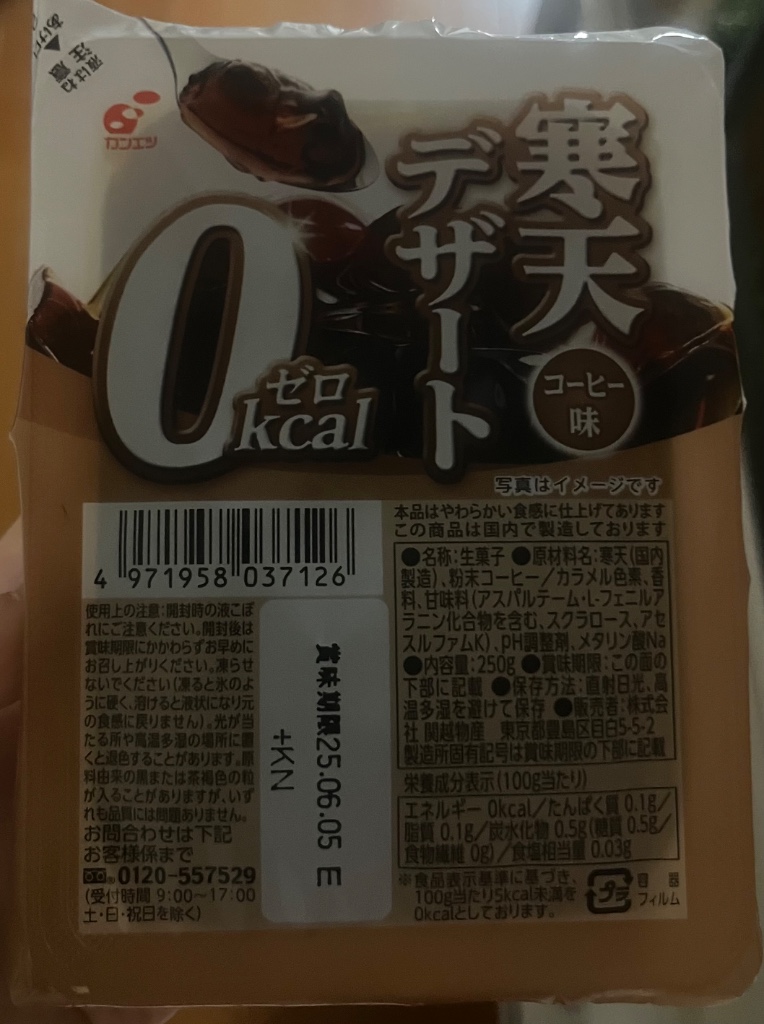 あけ口
液はね
注意
カンエツ
寒天
デザート
コーヒー
味
0
ゼロ
kcal
写真はイメージです
4 971958 037126
本品はやわらかい食感に仕上げてあります
この商品は国内で製造しております
●名称:生菓子 ●原材料名:寒天(国内
製造)、粉末コーヒー/カラメル色素、香
料、甘味料(アスパルテーム・L-フェニルア
ラニン化合物を含む、スクラロース、アセ
スルファムK)、pH調整剤、メタリン酸Na
●内容量:250g ●賞味期限:この面の
下部に記載 ●保存方法:直射日光、高
温多湿を避けて保存 ●販売者:株式会
社 関越物産 東京都豊島区目白5-5-2
製造所固有記号は賞味期限の下部に記載
栄養成分表示(100g当たり)
エネルギー 0kcal/たんぱく質 0.1g/
脂質 0.1g/炭水化物 0.5g(糖質 0.5g/
食物繊維 0g)/食塩相当量 0.03g
※食品表示基準に基づき、
100g当たり5kcal未満を
0kcalとしております。
プラ
容器
フィルム
使用上の注意:開封時の液こぼ
れにご注意ください。開封後は
賞味期限にかかわらずお早めに
お召し上がりください。凍らせ
ないでください(凍ると氷のよ
うに硬く、溶けると液状になり元
の食感に戻りません)。光が当
たる所や高温多湿の場所に置
くと退色することがあります。原
料由来の黒または茶褐色の粒
が入ることがありますが、いず
れも品質には問題ありません。
お問合わせは下記
お客様係まで
0120-557529
(受付時間 9:00〜17:00
土・日・祝日を除く)
賞味期限25.06.05 E
+KN